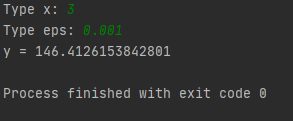 Type x: 3
Type eps: 0.001
y = 146.4126153842801
Process finished with exit code 0